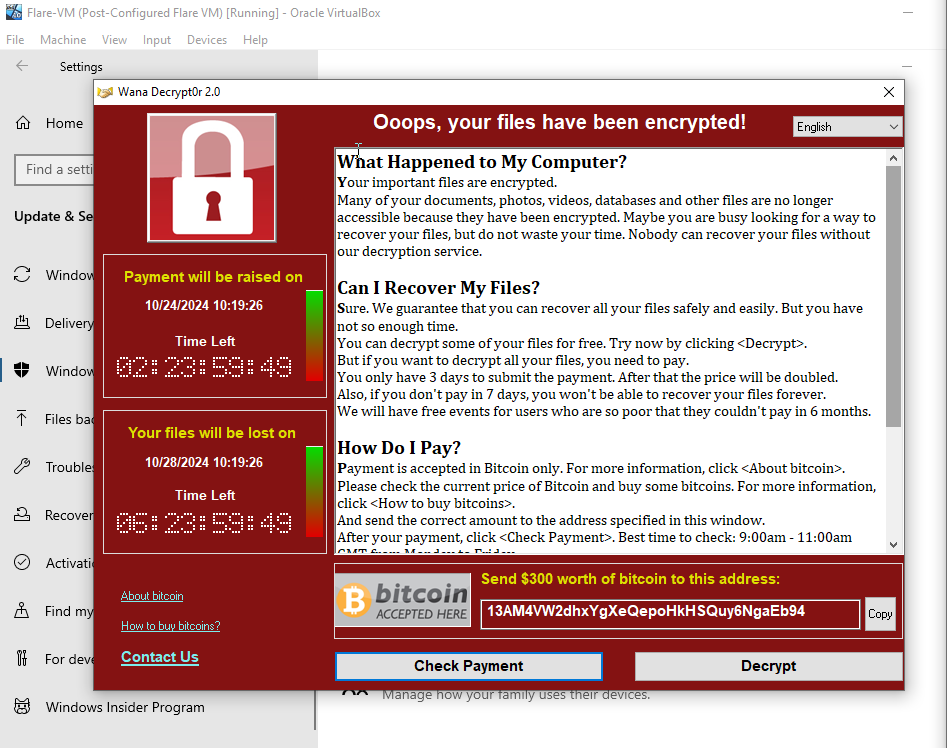 Flare-VM (Post-Configured Flare VM) [Running] - Oracle VirtualBox
File Machine View Input Devices Help
Settings
Wana Decrypt0r 2.0
Home
Find a setti
Update & Se
Window
Delivery
Window
Files bac
Troubles
Recover
Activati
Find my
For deve
Windows Insider Program
Ooops, your files have been encrypted!
English
Payment will be raised on
10/24/2024 10:19:26
Time Left
02:23:59:49
Your files will be lost on
10/28/2024 10:19:26
Time Left
06:23:59:49
About bitcoin
How to buy bitcoins?
Contact Us
What Happened to My Computer?
Your important files are encrypted.
Many of your documents, photos, videos, databases and other files are no longer
accessible because they have been encrypted. Maybe you are busy looking for a way to
recover your files, but do not waste your time. Nobody can recover your files without
our decryption service.
Can I Recover My Files?
Sure. We guarantee that you can recover all your files safely and easily. But you have
not so enough time.
You can decrypt some of your files for free. Try now by clicking <Decrypt>.
But if you want to decrypt all your files, you need to pay.
You only have 3 days to submit the payment. After that the price will be doubled.
Also, if you don't pay in 7 days, you won't be able to recover your files forever.
We will have free events for users who are so poor that they couldn't pay in 6 months.
How Do I Pay?
Payment is accepted in Bitcoin only. For more information, click <About bitcoin>.
Please check the current price of Bitcoin and buy some bitcoins. For more information,
click <How to buy bitcoins>.
And send the correct amount to the address specified in this window.
After your payment, click <Check Payment>. Best time to check: 9:00am - 11:00am
GMT from Monday to Friday.
bitcoin
ACCEPTED HERE
Send $300 worth of bitcoin to this address:
13AM4VW2dhxYgXeQepoHkHSQuy6NgaEb94
Copy
Check Payment
Decrypt
Manage how your family uses their devices.